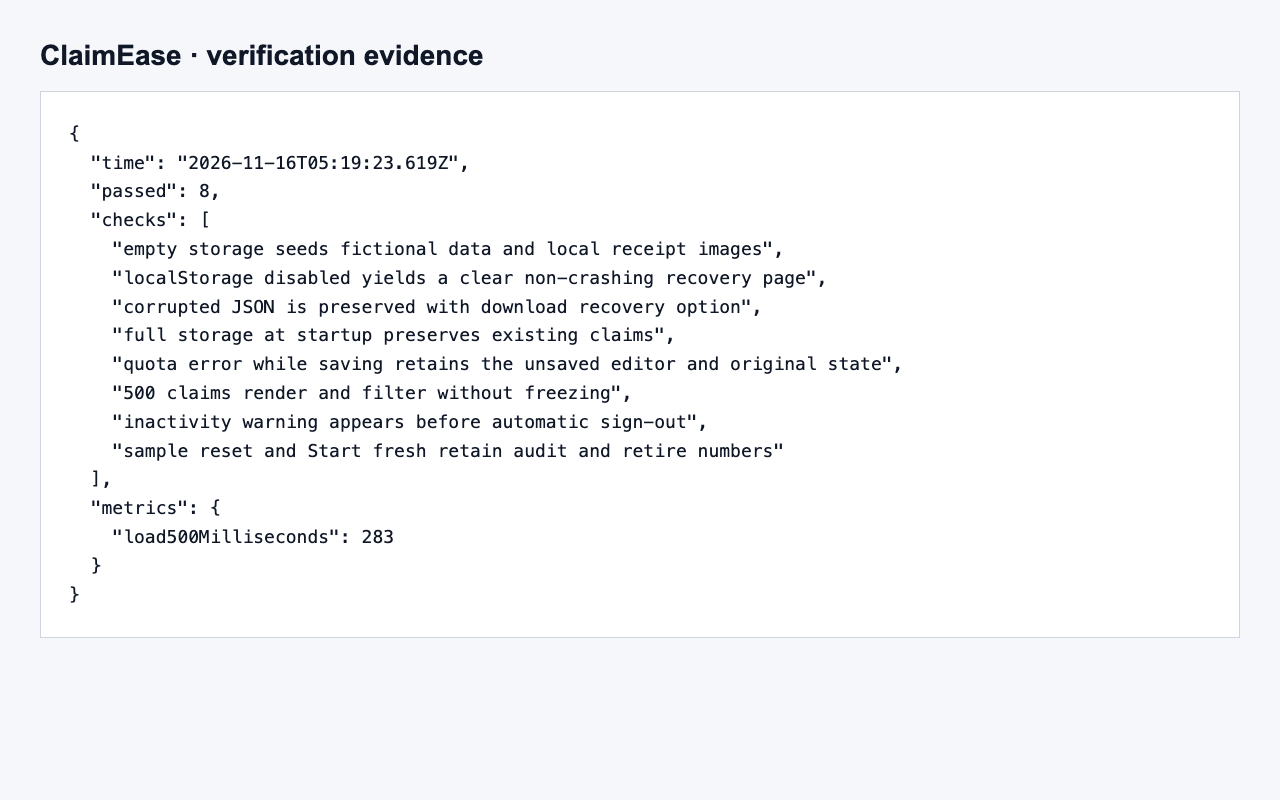 ClaimEase · verification evidence
{
  "time": "2026-11-16T05:19:23.619Z",
  "passed": 8,
  "checks": [
    "empty storage seeds fictional data and local receipt images",
    "localStorage disabled yields a clear non-crashing recovery page",
    "corrupted JSON is preserved with download recovery option",
    "full storage at startup preserves existing claims",
    "quota error while saving retains the unsaved editor and original state",
    "500 claims render and filter without freezing",
    "inactivity warning appears before automatic sign-out",
    "sample reset and Start fresh retain audit and retire numbers"
  ],
  "metrics": {
    "load500Milliseconds": 283
  }
}